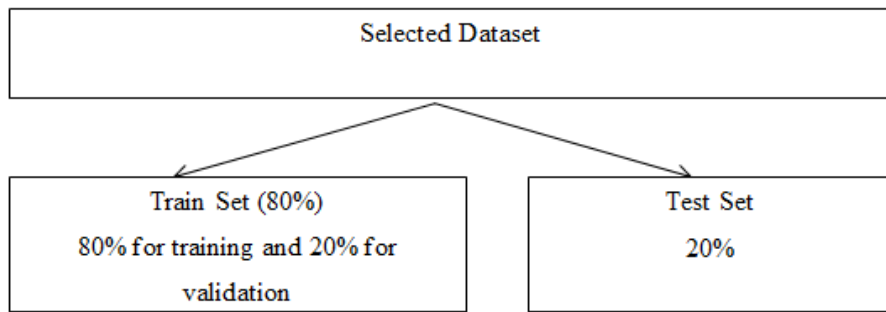 Selected Dataset
Train Set (80%)
80% for training and 20% for
validation
Test Set
20%